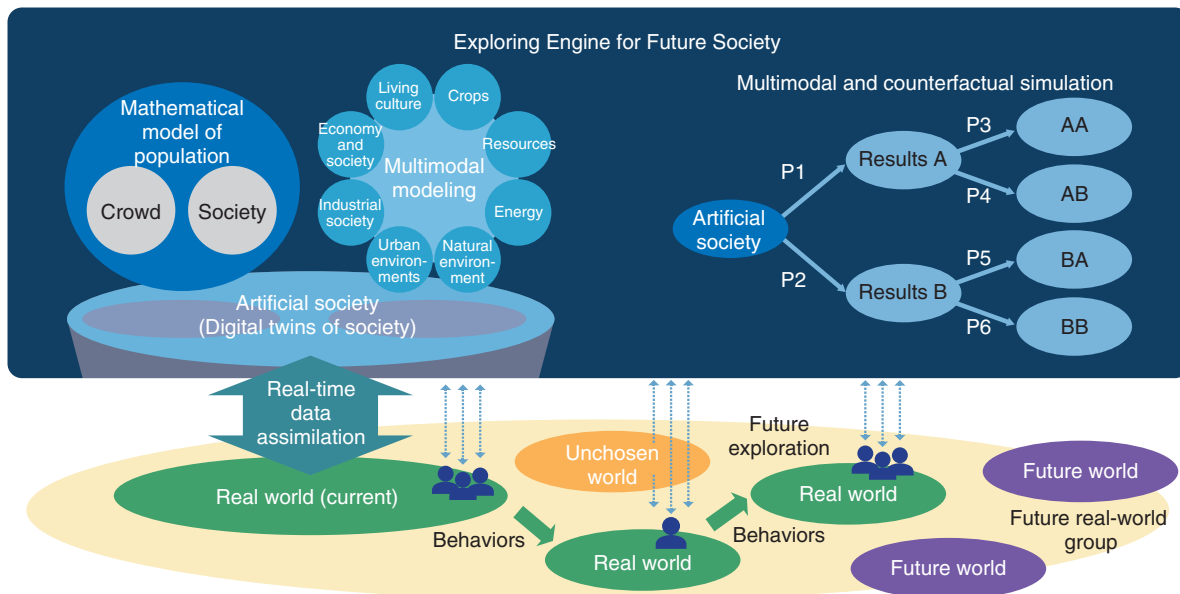 Exploring Engine for Future Society
Mathematical
model of
population
Crowd
Society
Living
culture
Crops
Economy
and
society
Resources
Multimodal
modeling
Industrial
society
Energy
Urban
environ-
ments
Natural
environ-
ment
Artificial society
(Digital twins of society)
Multimodal and counterfactual simulation
Artificial
society
P1
P2
Results A
Results B
P3
P4
P5
P6
AA
AB
BA
BB
Real-time
data
assimilation
Real world (current)
Behaviors
Unchosen
world
Real world
Behaviors
Future
exploration
Real world
Future world
Future real-world
group
Future world